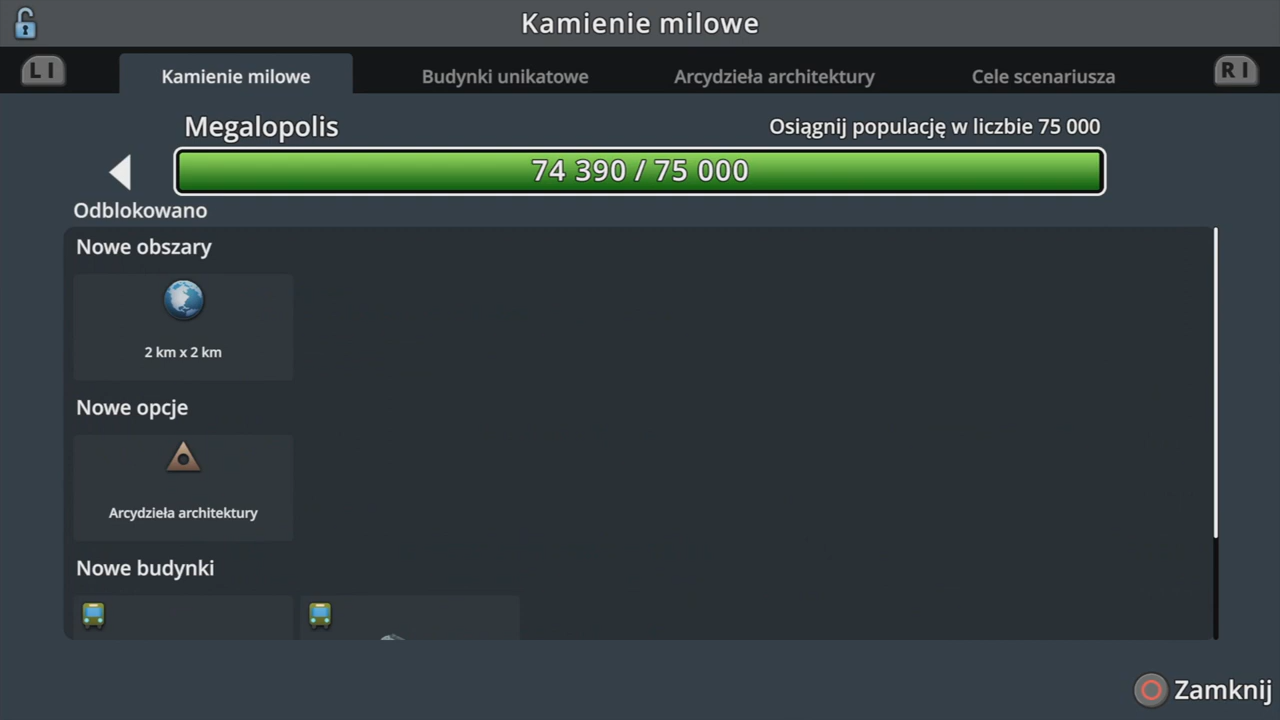 Kamienie milowe
L1
Kamienie milowe
Budynki unikatowe
Arcydzieła architektury
Cele scenariusza
R1
Megalopolis
Osiągnij populację w liczbie 75 000
74 390 / 75 000
Odblokowano
Nowe obszary
2 km x 2 km
Nowe opcje
Arcydzieła architektury
Nowe budynki
Zamknij